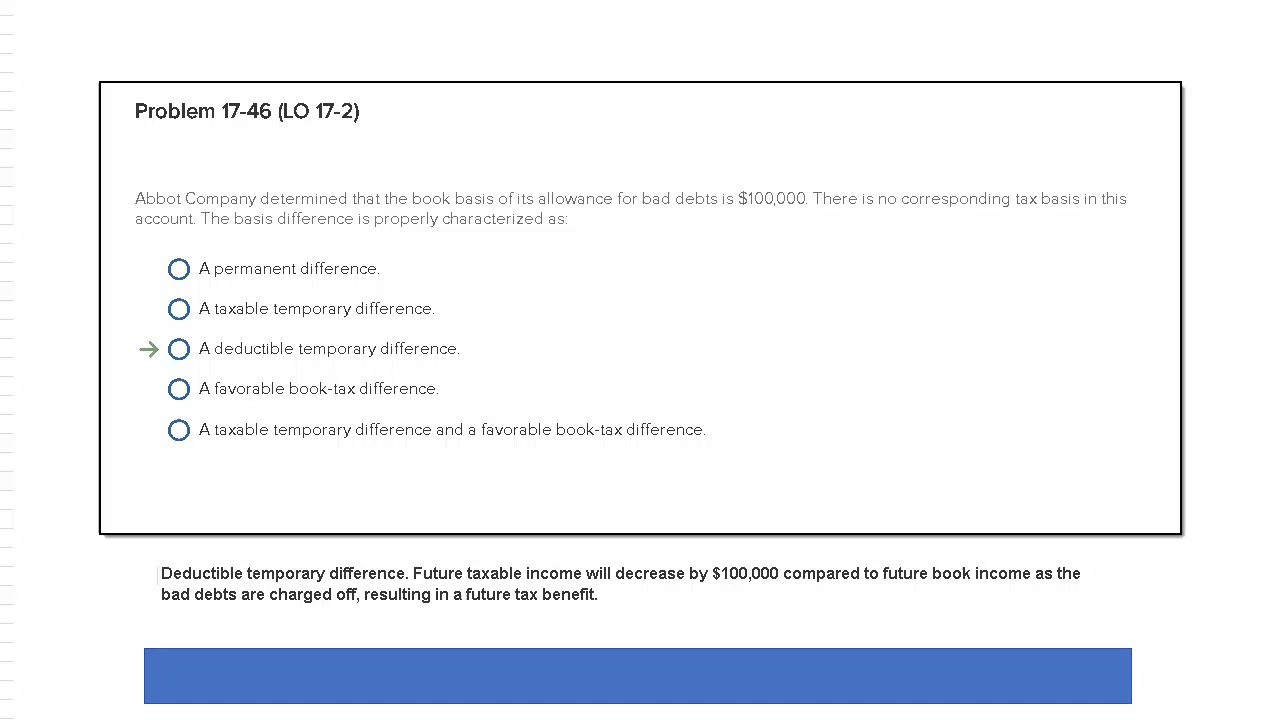 Problem 17-46 (LO 17-2)
Abbot Company determined that the book basis of its allowance for bad debts is $100,000. There is no corresponding tax basis in this
account. The basis difference is properly characterized as:
A permanent difference.
A taxable temporary difference.
A deductible temporary difference.
A favorable book-tax difference.
A taxable temporary difference and a favorable book-tax difference.
Deductible temporary difference. Future taxable income will decrease by $100,000 compared to future book income as the
bad debts are charged off, resulting in a future tax benefit.